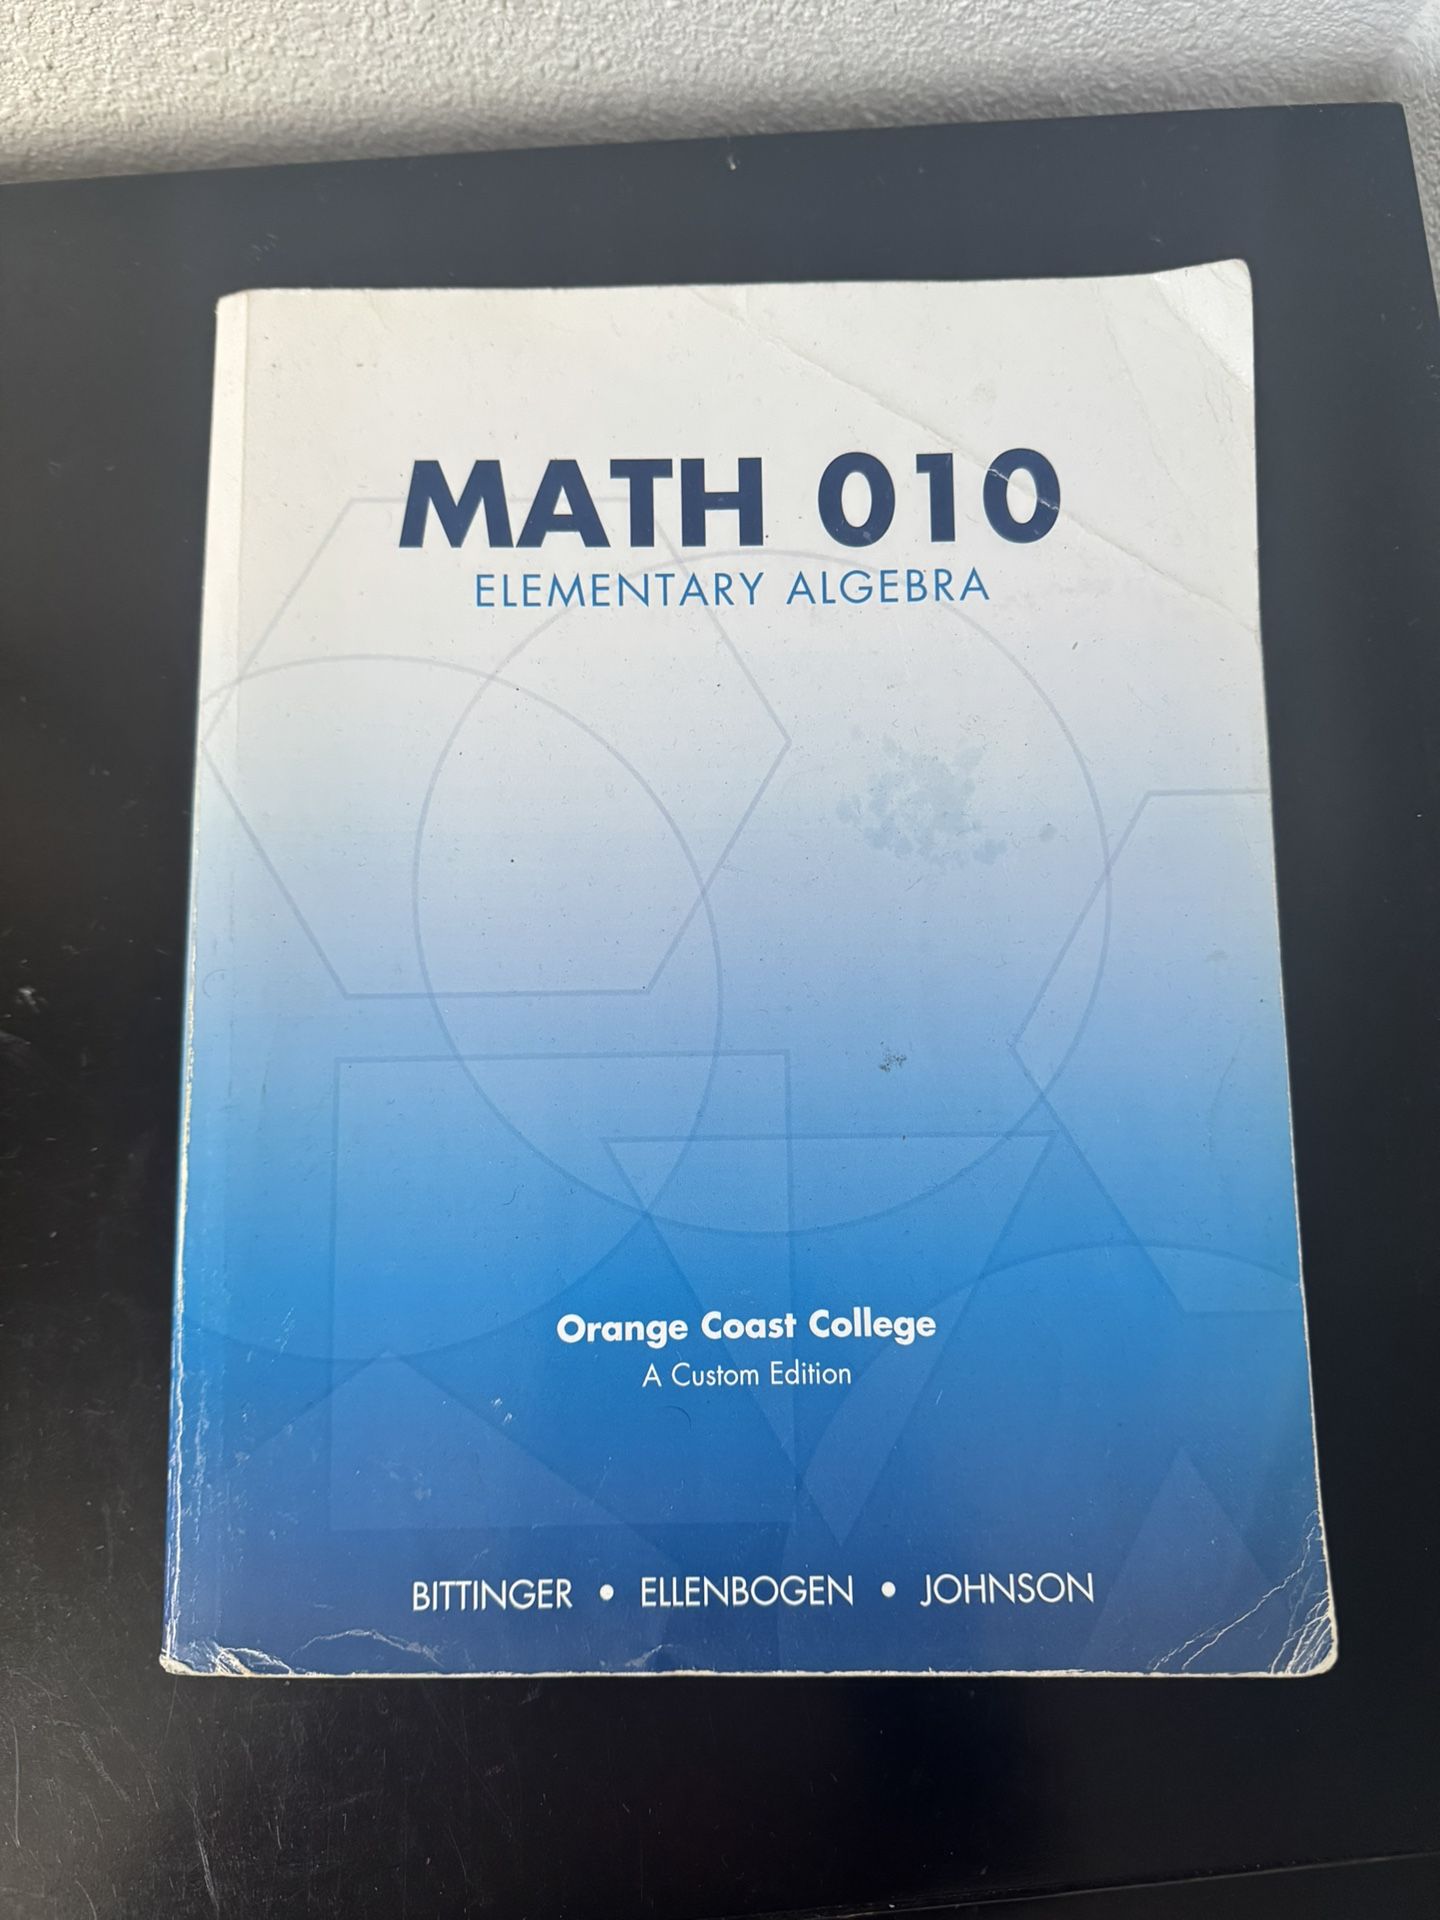 MATH 010
ELEMENTARY ALGEBRA
Orange Coast College
A Custom Edition
BITTINGER • ELLENBOGEN • JOHNSON